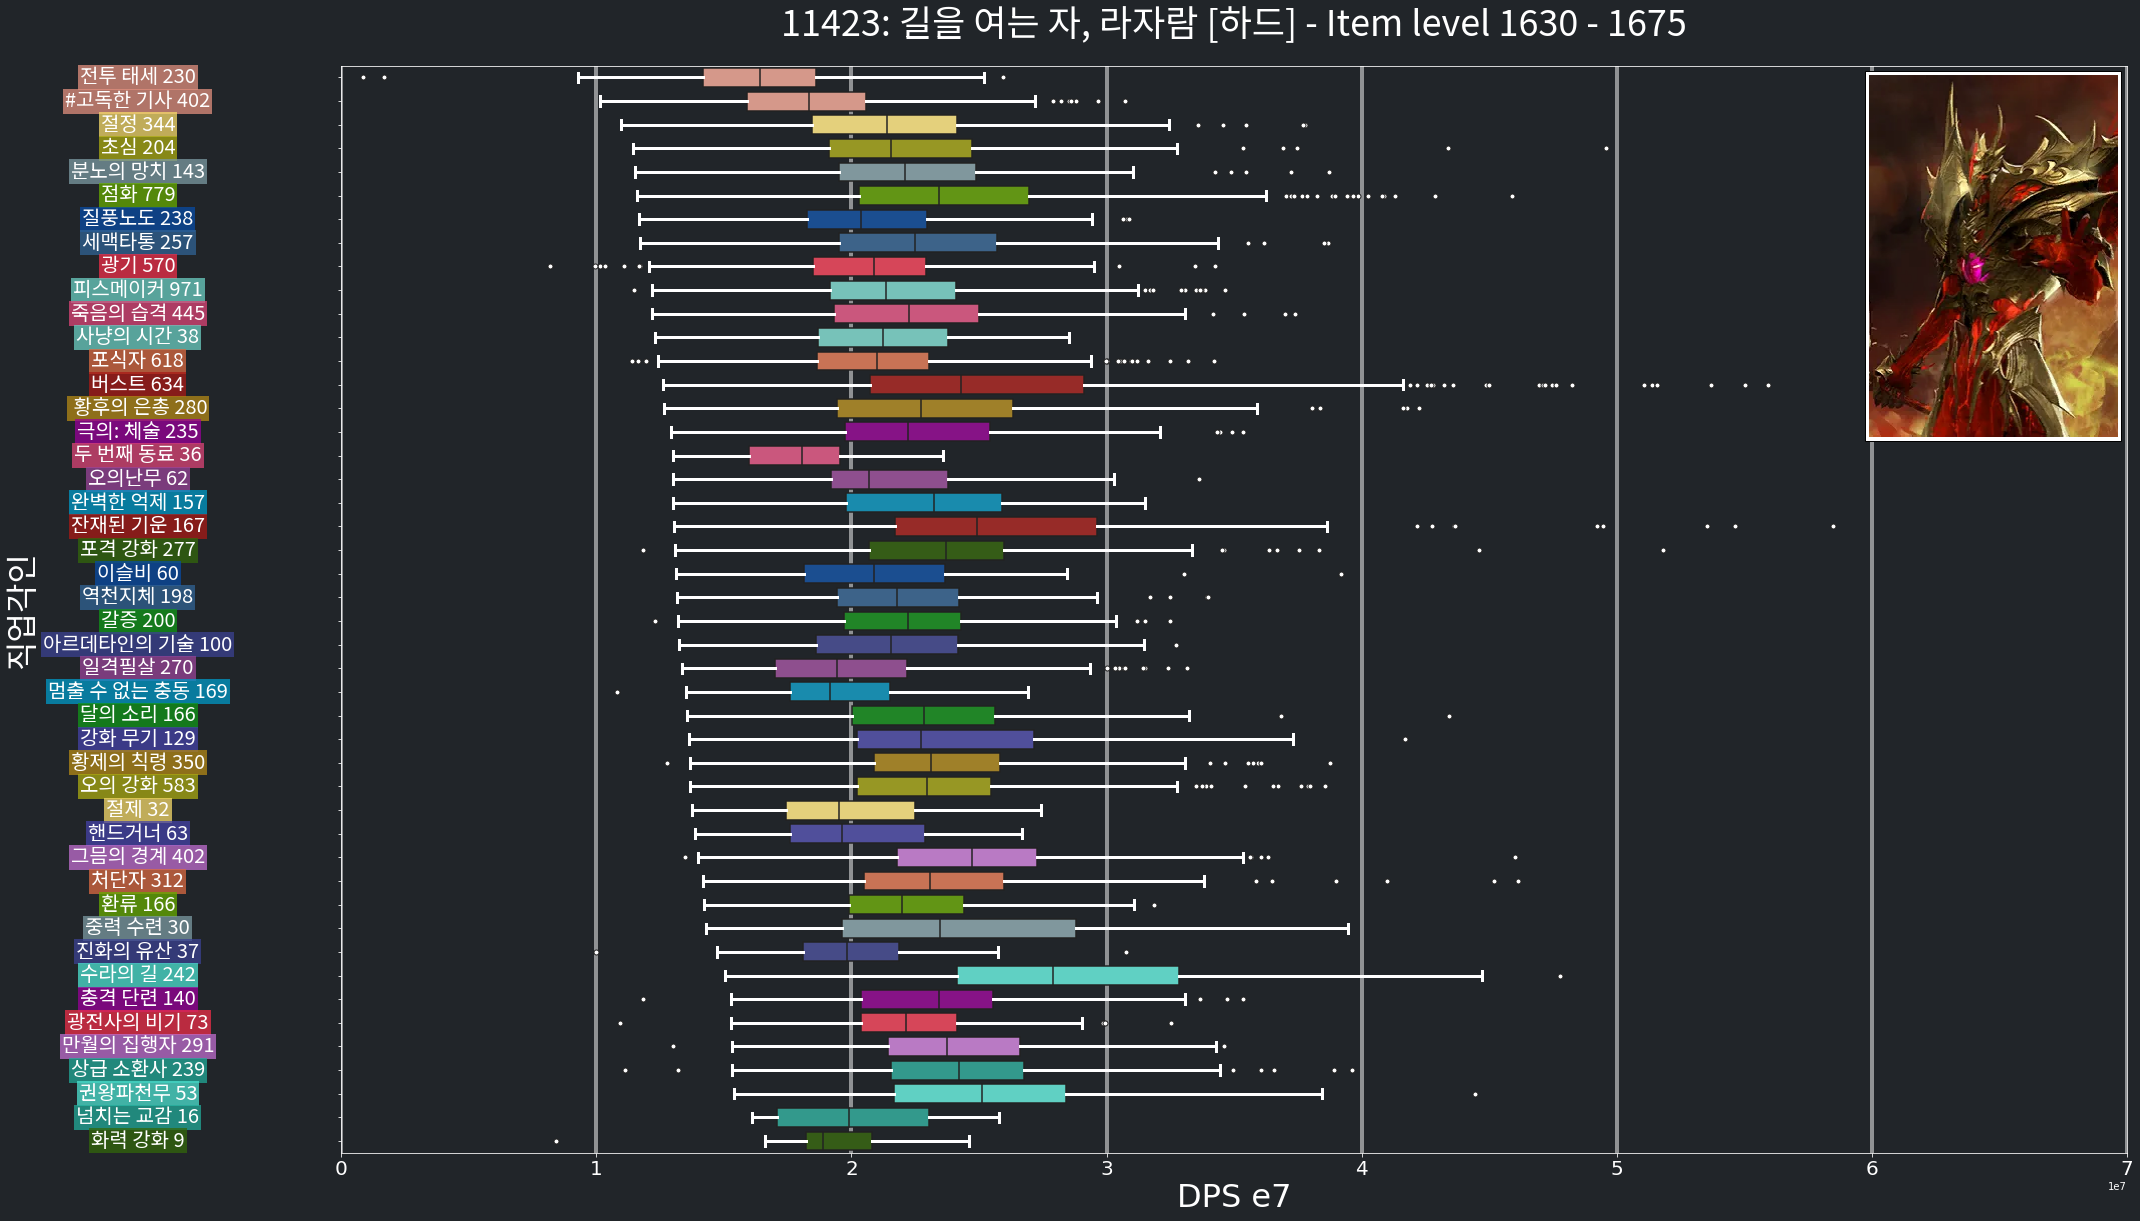 11423: 길을 여는 자, 라자람 [하드] - Item level 1630 - 1675
직업각인
전투 태세 230
#고독한 기사 402
절정 344
초심 204
분노의 망치 143
점화 779
질풍노도 238
세맥타통 257
광기 570
피스메이커 971
죽음의 습격 445
사냥의 시간 38
포식자 618
버스트 634
황후의 은총 280
극의: 체술 235
두 번째 동료 36
오의난무 62
완벽한 억제 157
잔재된 기운 167
포격 강화 277
이슬비 60
역천지체 198
갈증 200
아르데타인의 기술 100
일격필살 270
멈출 수 없는 충동 169
달의 소리 166
강화 무기 129
황제의 칙령 350
오의 강화 583
절제 32
핸드거너 63
그믐의 경계 402
처단자 312
환류 166
중력 수련 30
진화의 유산 37
수라의 길 242
충격 단련 140
광전사의 비기 73
만월의 집행자 291
상급 소환사 239
권왕파천무 53
넘치는 교감 16
화력 강화 9
0 1 2 3 4 5 6 7
1e7
DPS e7